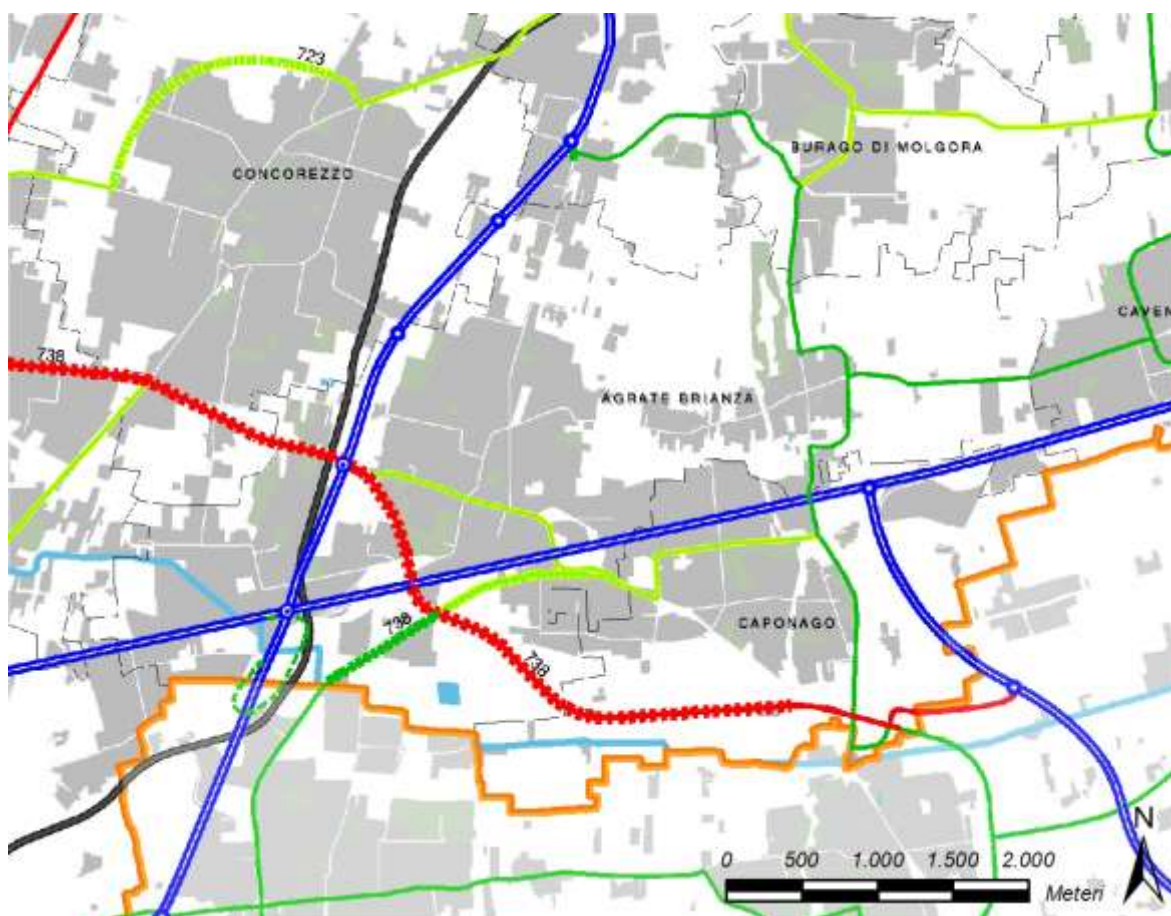 723
BURAGO DI MOLGORA
CONCOREZZO
CAVEN
738
AGRATE BRIANZA
738
CAPONAGO
738
N
0 500 1.000 1.500 2.000
Meteri